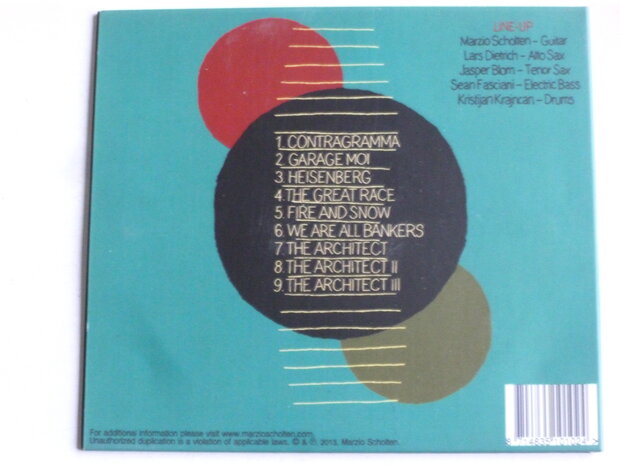 LINE-UP
Marzio Scholten – Guitar
Lars Dietrich – Alto Sax
Jasper Blom – Tenor Sax
Sean Fasciani – Electric Bass
Kristijan Krajncan – Drums
1. CONTRAGRAMMA
2. GARAGE MOI
3. HEISENBERG
4. THE GREAT RACE
5. FIRE AND SNOW
6. WE ARE ALL BANKERS
7. THE ARCHITECT
8. THE ARCHITECT II
9. THE ARCHITECT III
For additional information please visit www.marzioscholten.com.
Unauthorized duplication is a violation of applicable laws. © & ℗. 2013, Marzio Scholten.